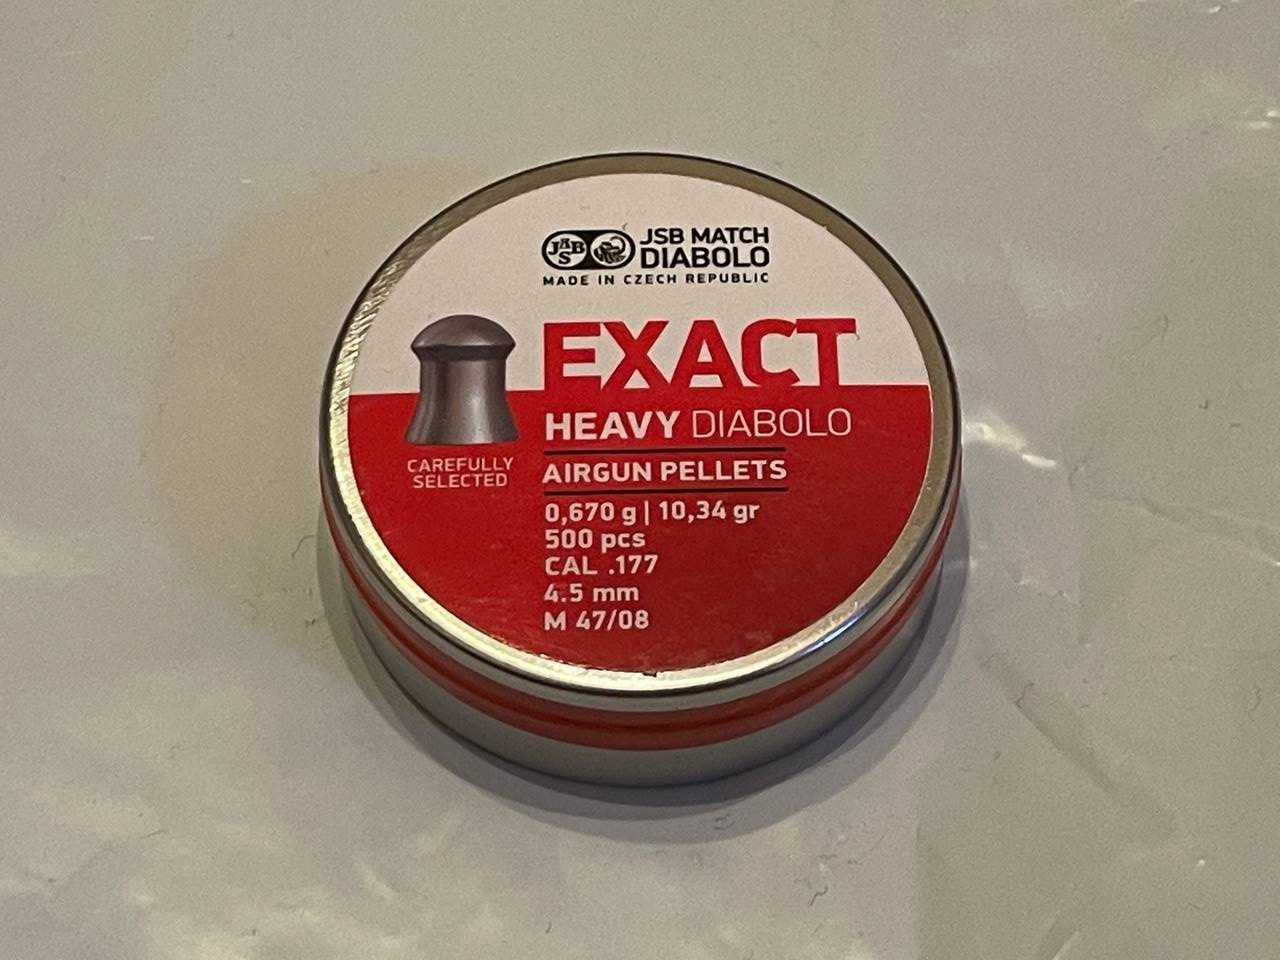 JSB
JSB MATCH
DIABOLO
MADE IN CZECH REPUBLIC
EXACT
HEAVY DIABOLO
CAREFULLY
SELECTED
AIRGUN PELLETS
0,670 g | 10,34 gr
500 pcs
CAL .177
4.5 mm
M 47/08